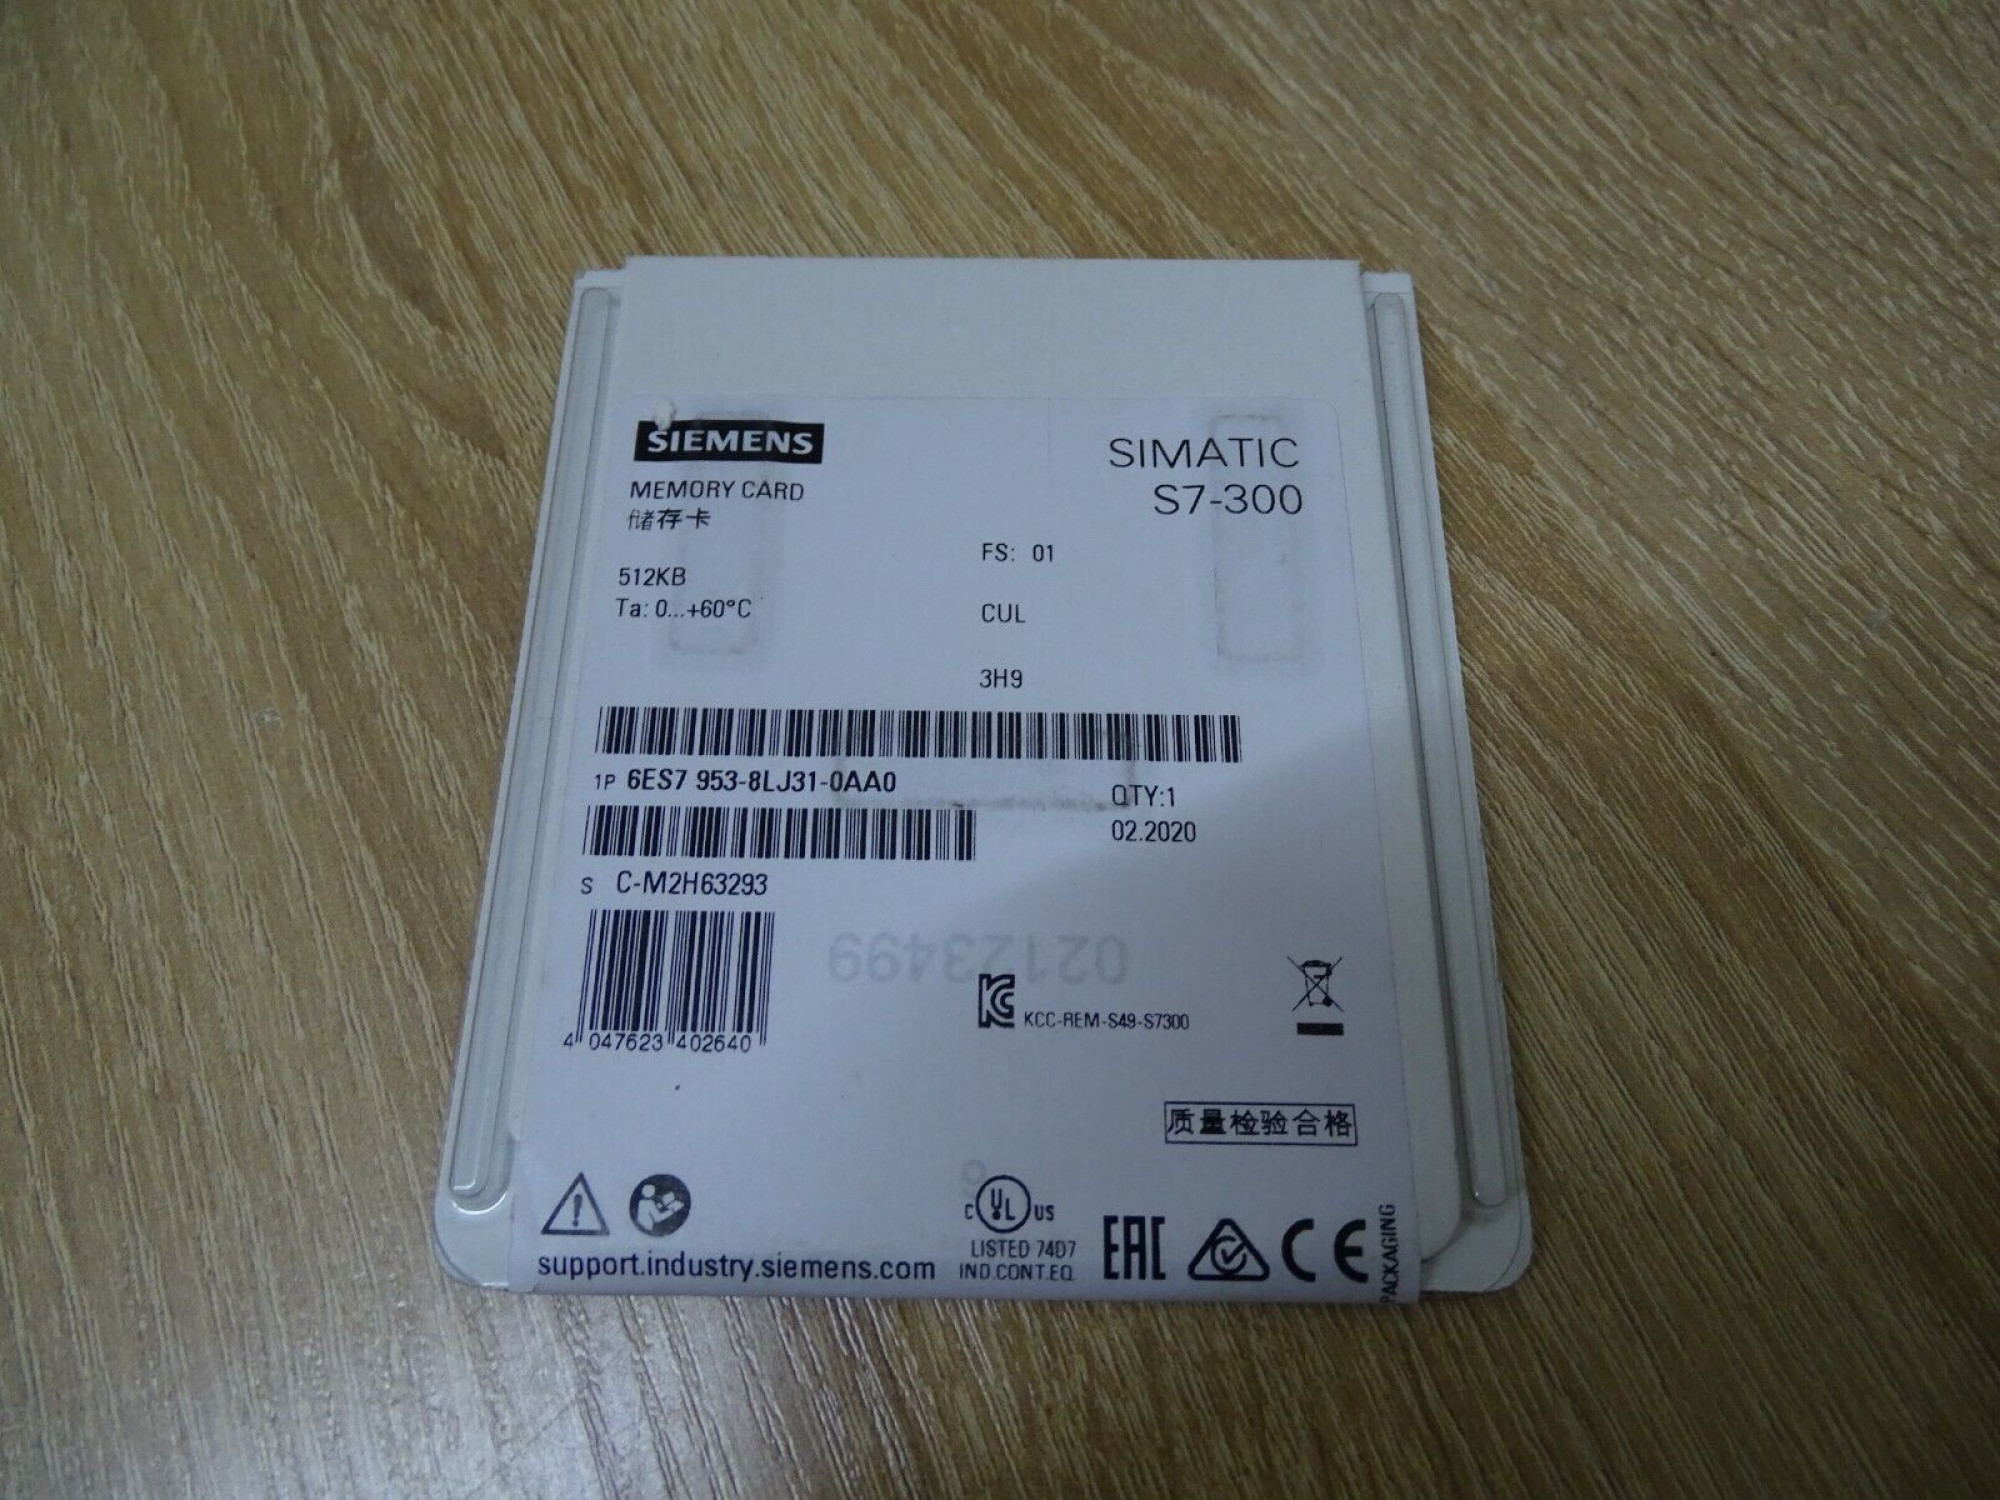 SIEMENS
SIMATIC
S7-300
MEMORY CARD
储存卡
FS: 01
512KB
Ta: 0...+60°C
CUL
3H9
1P 6ES7 953-8LJ31-0AA0
QTY:1
02.2020
S C-M2H63293
02123499
KCC-REM-S49-S7300
4 047623 402640
质量检验合格
C UL US
LISTED 74D7
IND.CONT.EQ.
EAC
CE
PACKAGING
support.industry.siemens.com